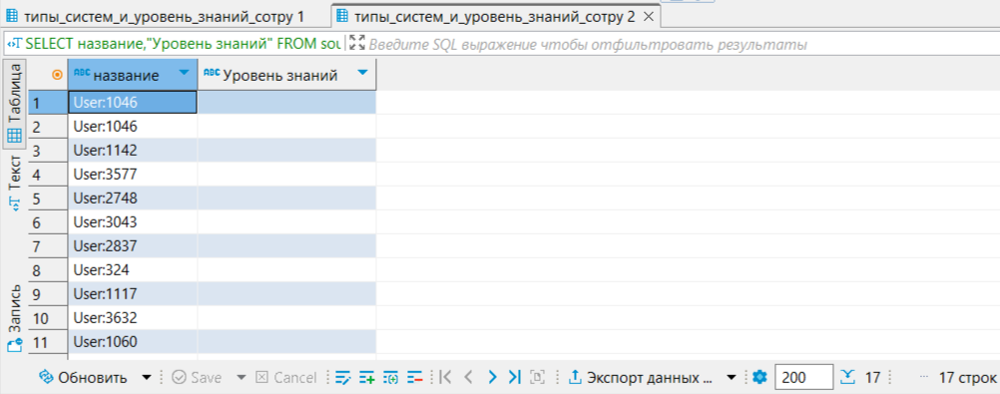 типы_систем_и_уровень_знаний_сотру 1
типы_систем_и_уровень_знаний_сотру 2
SELECT название,"Уровень знаний" FROM sou
Введите SQL выражение чтобы отфильтровать результаты
Таблица
Текст
Запись
ABC название ABC Уровень знаний
1 User:1046
2 User:1046
3 User:1142
4 User:3577
5 User:2748
6 User:3043
7 User:2837
8 User:324
9 User:1117
10 User:3632
11 User:1060
Обновить Save Cancel Экспорт данных ... 200 17 ... 17 строк